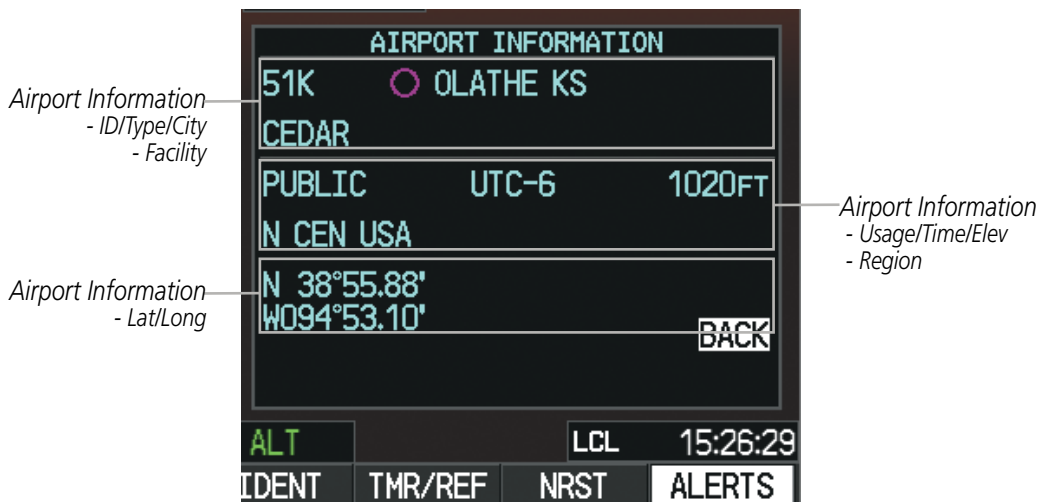 AIRPORT INFORMATION
51K OLATHE KS
CEDAR
Airport Information
- ID/Type/City
- Facility
PUBLIC UTC-6 1020FT
N CEN USA
Airport Information
- Usage/Time/Elev
- Region
N 38°55.88'
W094°53.10'
Airport Information
- Lat/Long
BACK
ALT LCL 15:26:29
IDENT TMR/REF NRST ALERTS